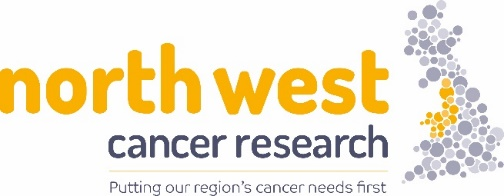 north west
cancer research
Putting our region's cancer needs first